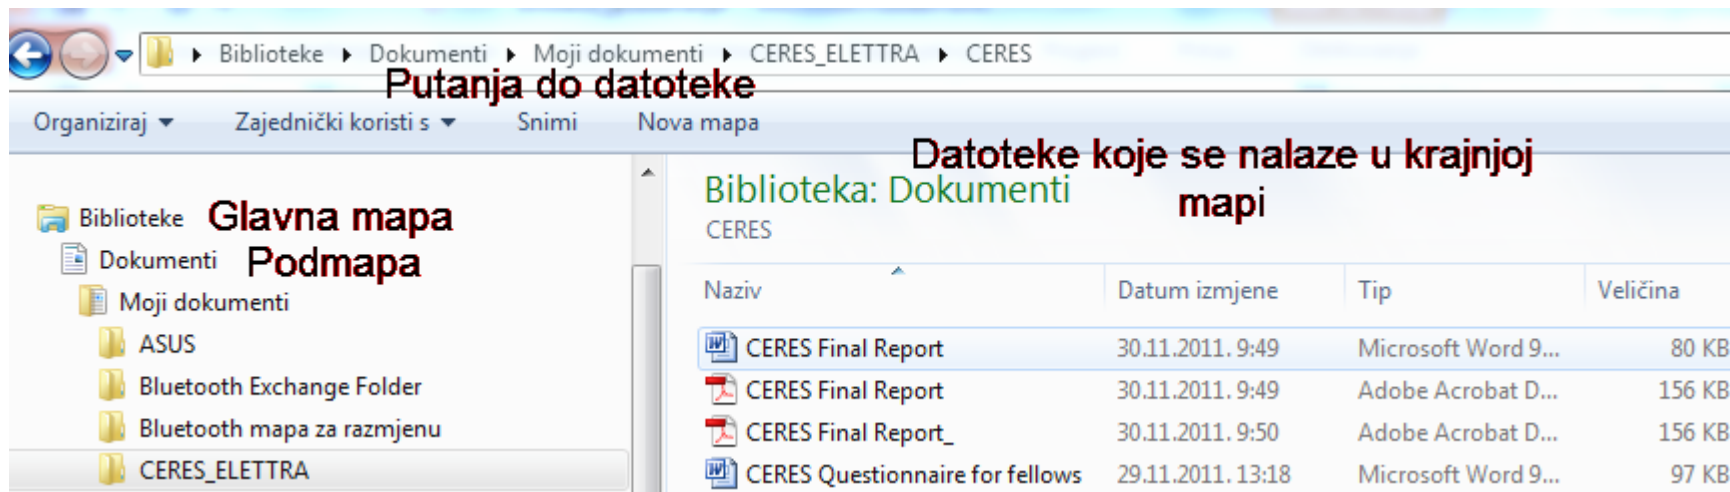 Biblioteke Dokumenti Moji dokumenti CERES_ELETTRA CERES
Putanja do datoteke
Organiziraj Zajednički koristi s Snimi Nova mapa
Datoteke koje se nalaze u krajnjoj
mapi
Biblioteke Glavna mapa
Dokumenti Podmapa
Moji dokumenti
ASUS
Bluetooth Exchange Folder
Bluetooth mapa za razmjenu
CERES_ELETTRA
Biblioteka: Dokumenti
CERES
Naziv Datum izmjene Tip Veličina
CERES Final Report 30.11.2011. 9:49 Microsoft Word 9... 80 KB
CERES Final Report 30.11.2011. 9:49 Adobe Acrobat D... 156 KB
CERES Final Report_ 30.11.2011. 9:50 Adobe Acrobat D... 156 KB
CERES Questionnaire for fellows 29.11.2011. 13:18 Microsoft Word 9... 97 KB